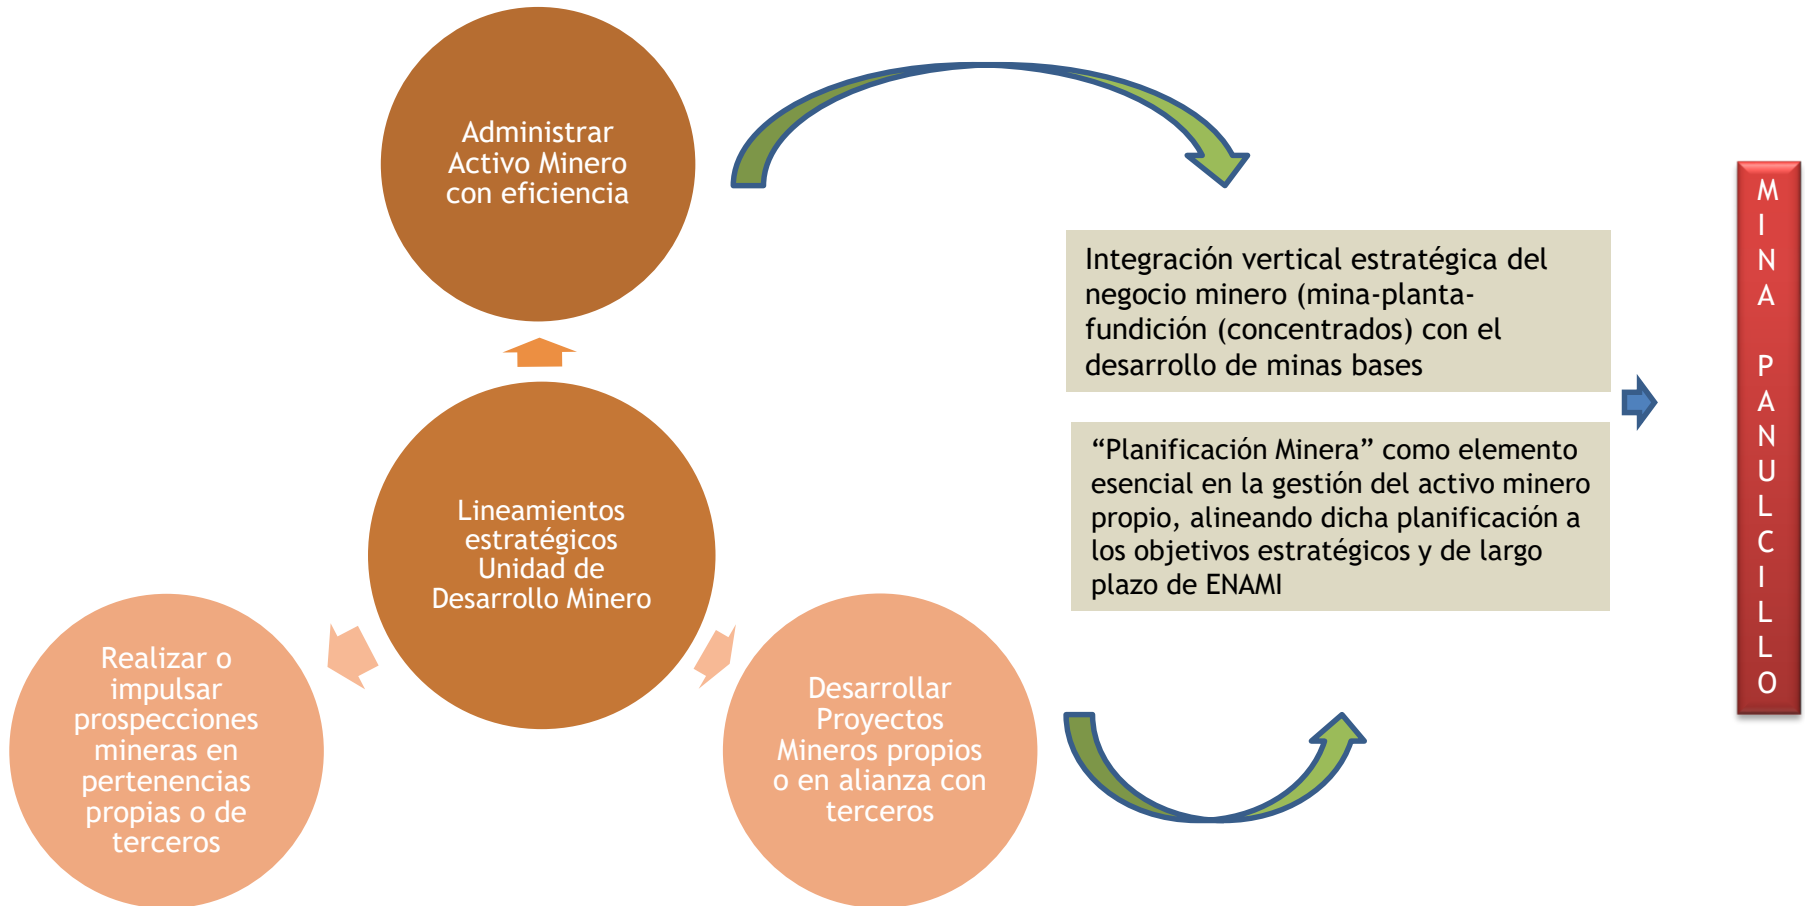 Administrar
Activo Minero
con eficiencia
Lineamientos
estratégicos
Unidad de
Desarrollo Minero
Realizar o
impulsar
prospecciones
mineras en
pertenencias
propias o de
terceros
Desarrollar
Proyectos
Mineros propios
o en alianza con
terceros
Integración vertical estratégica del
negocio minero (mina-planta-
fundición (concentrados) con el
desarrollo de minas bases
“Planificación Minera” como elemento
esencial en la gestión del activo minero
propio, alineando dicha planificación a
los objetivos estratégicos y de largo
plazo de ENAMI
MINA PANULCILLO